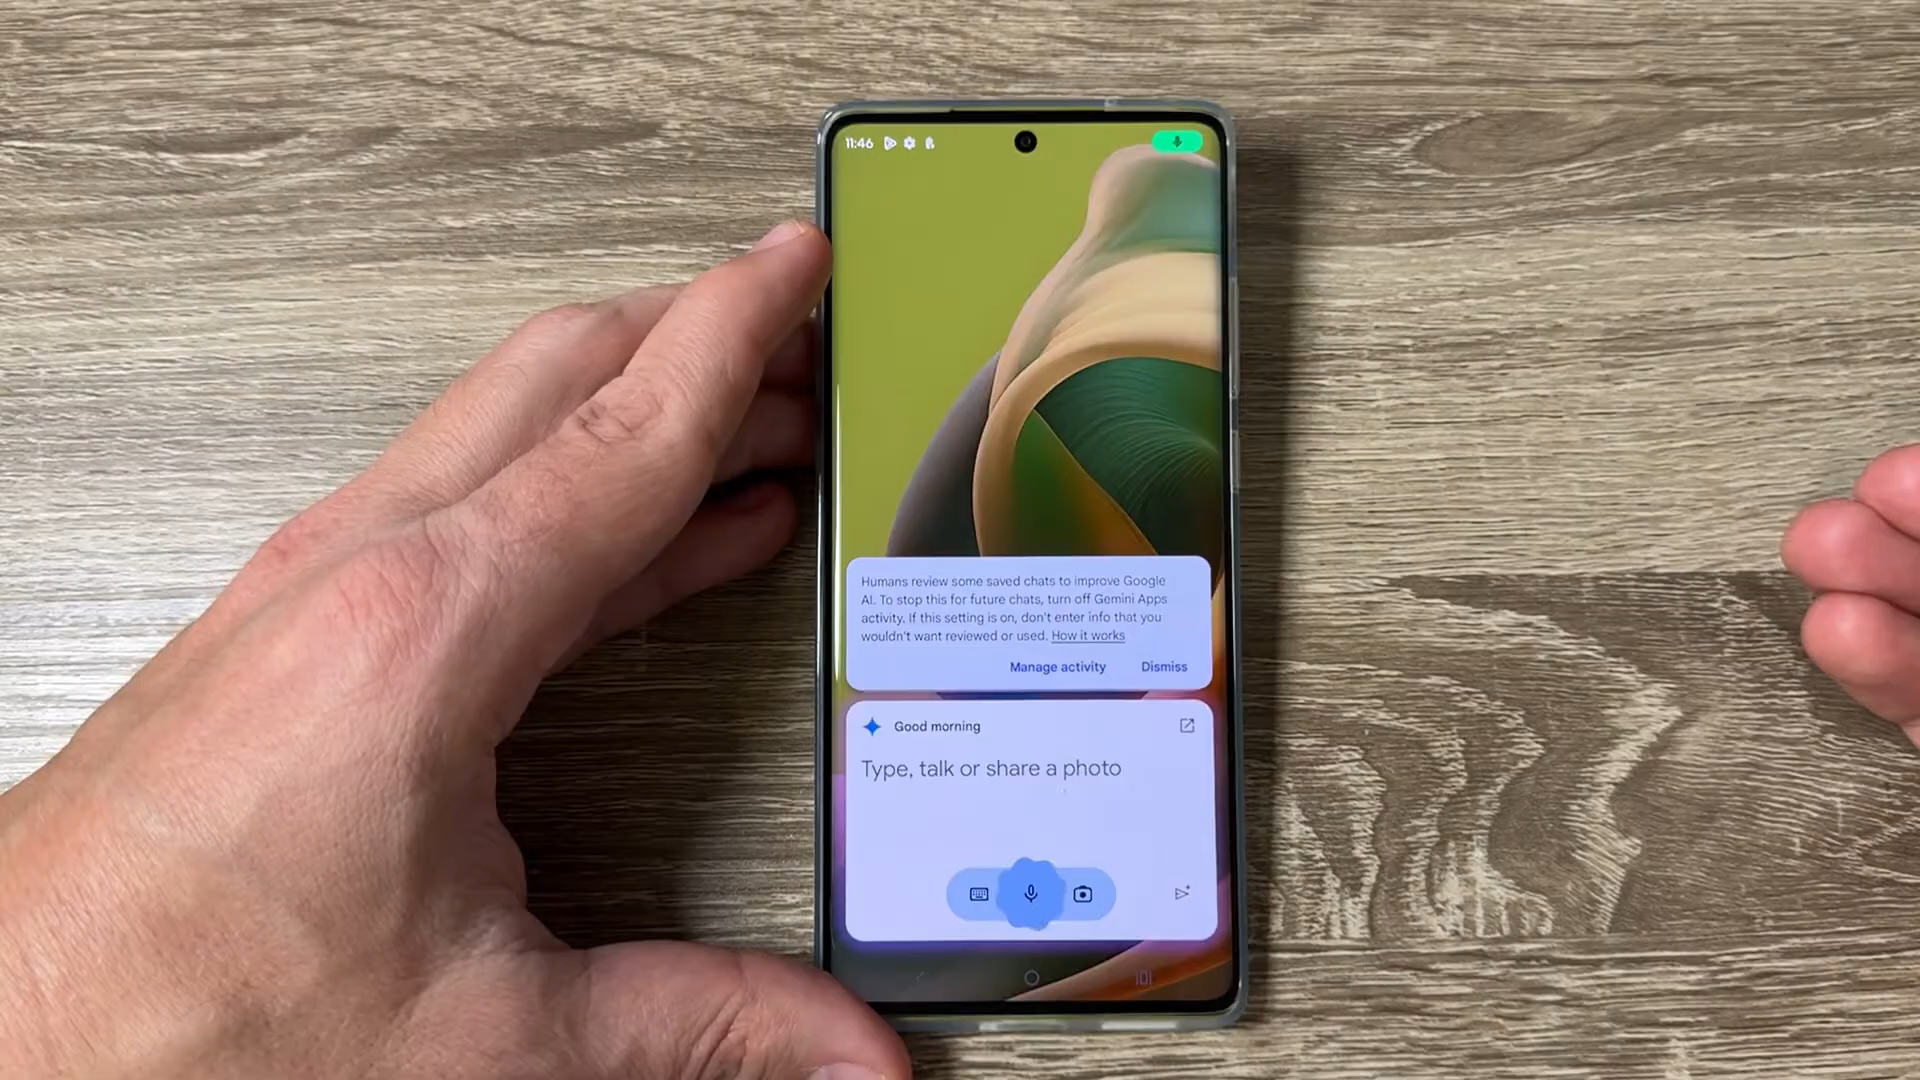 11:46
Humans review some saved chats to improve Google
AI. To stop this for future chats, turn off Gemini Apps
activity. If this setting is on, don't enter info that you
wouldn't want reviewed or used. How it works
Manage activity Dismiss
Good morning
Type, talk or share a photo